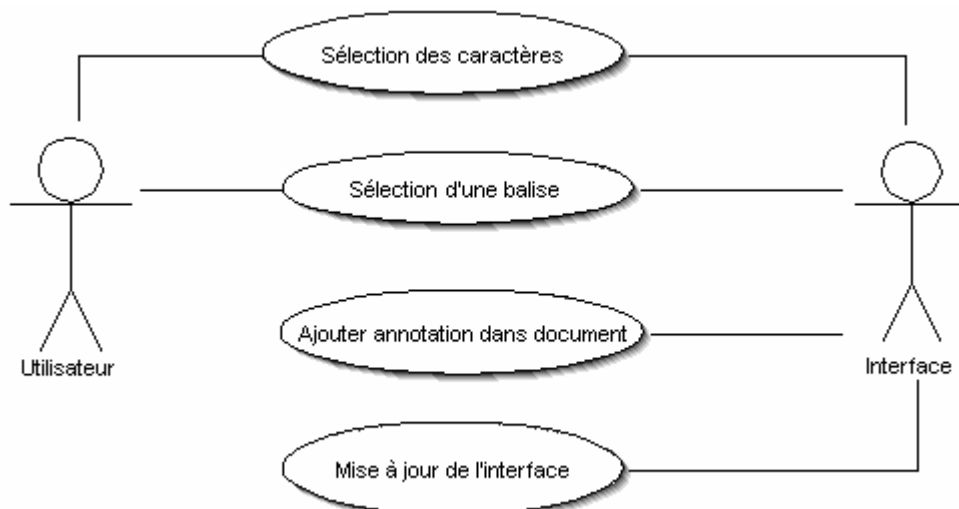 Sélection des caractères
Sélection d'une balise
Ajouter annotation dans document
Utilisateur
Interface
Mise à jour de l'interface